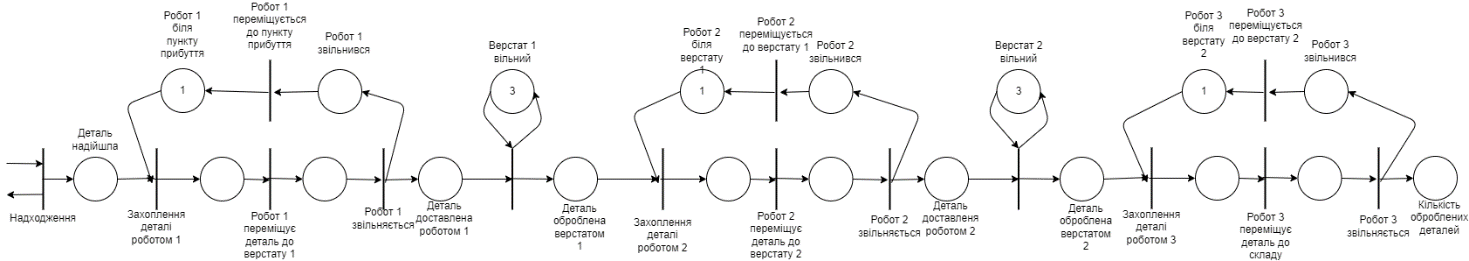 Робот 1
біля
пункту
прибуття
1
Робот 1
переміщується
до пункту
прибуття
Робот 1
звільнився
Верстат 1
вільний
3
Робот 2
біля
верстату
1
1
Робот 2
переміщується
до верстату 1
Робот 2
звільнився
Верстат 2
вільний
3
Робот 3
біля
верстату
2
1
Робот 3
переміщується
до верстату 2
Робот 3
звільнився
Деталь
надійшла
Надходження
Захоплення
деталі
роботом 1
Робот 1
переміщує
деталь до
верстату 1
Робот 1
звільняється
Деталь
доставлена
роботом 1
Деталь
оброблена
верстатом
1
Захоплення
деталі
роботом 2
Робот 2
переміщує
деталь до
верстату 2
Робот 2
звільняється
Деталь
доставленя
роботом 2
Деталь
оброблена
верстатом
2
Захоплення
деталі
роботом 3
Робот 3
переміщує
деталь до
складу
Робот 3
звільняється
Кількість
оброблених
деталей